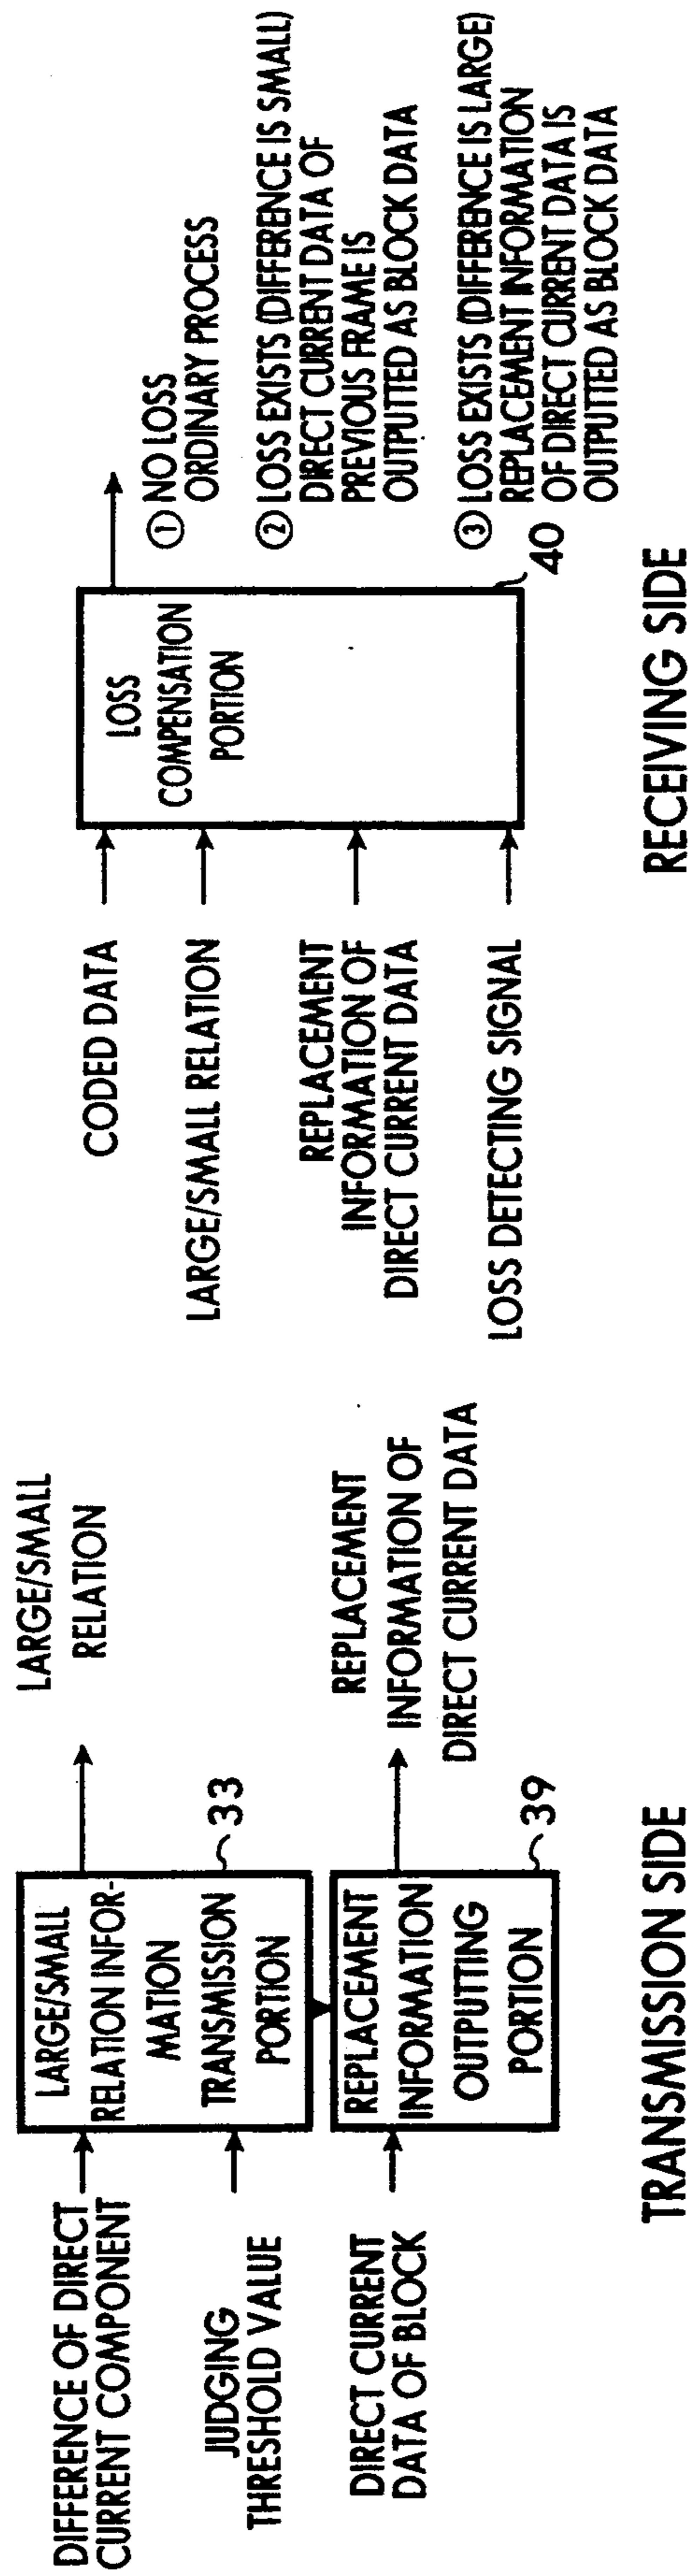 DIFFERENCE OF DIRECT
CURRENT COMPONENT
JUDGING
THRESHOLD VALUE
DIRECT CURRENT
DATA OF BLOCK
LARGE/SMALL
RELATION INFOR-
MATION
TRANSMISSION
PORTION
33
REPLACEMENT
INFORMATION
OUTPUTTING
PORTION
39
LARGE/SMALL
RELATION
REPLACEMENT
INFORMATION OF
DIRECT CURRENT DATA
TRANSMISSION SIDE
CODED DATA
LARGE/SMALL RELATION
REPLACEMENT
INFORMATION OF
DIRECT CURRENT DATA
LOSS DETECTING SIGNAL
LOSS
COMPENSATION
PORTION
40
① NO LOSS
ORDINARY PROCESS
② LOSS EXISTS (DIFFERENCE IS SMALL)
DIRECT CURRENT DATA OF
PREVIOUS FRAME IS
OUTPUTTED AS BLOCK DATA
③ LOSS EXISTS (DIFFERENCE IS LARGE)
REPLACEMENT INFORMATION
OF DIRECT CURRENT DATA IS
OUTPUTTED AS BLOCK DATA
RECEIVING SIDE